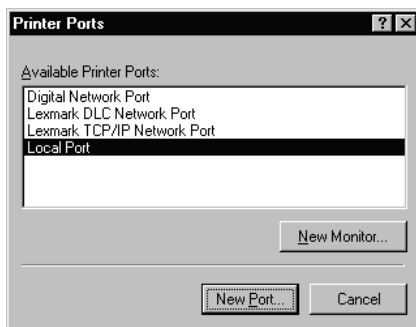 Printer Ports
Available Printer Ports:
Digital Network Port
Lexmark DLC Network Port
Lexmark TCP/IP Network Port
Local Port
New Monitor...
New Port...
Cancel